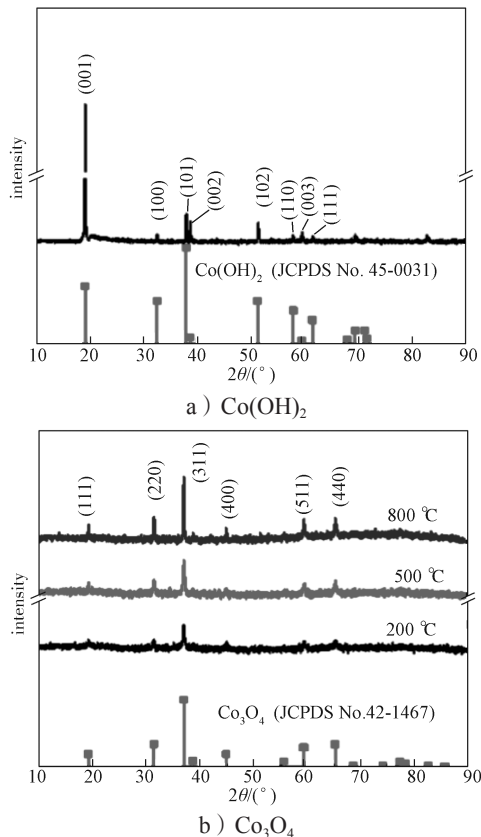 (001)
(100)
(101)
(002)
(102)
(110)
(003)
(111)
intensity
Co(OH)₂ (JCPDS No. 45-0031)
10 20 30 40 50 60 70 80 90
2θ/(°)
a）Co(OH)₂
(111)
(220)
(311)
(400)
(511)
(440)
800 ℃
500 ℃
200 ℃
intensity
Co₃O₄ (JCPDS No.42-1467)
10 20 30 40 50 60 70 80 90
2θ/(°)
b）Co₃O₄